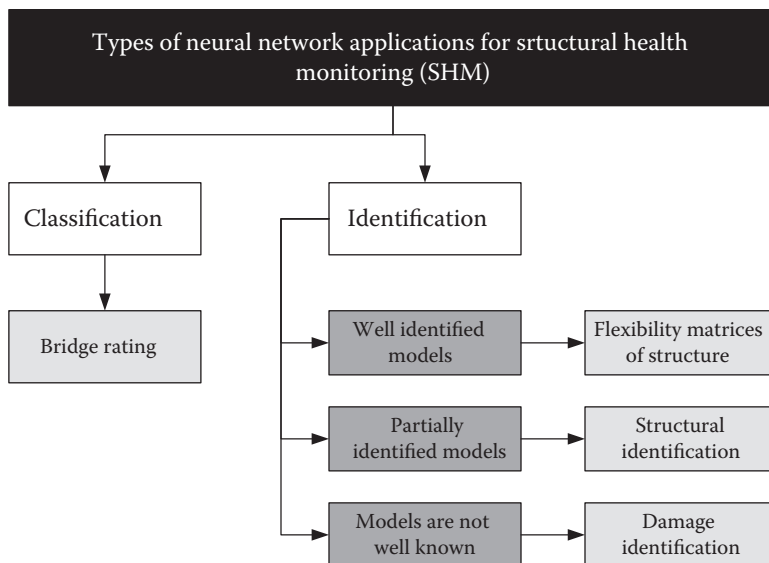 Types of neural network applications for srtuctural health
monitoring (SHM)
Classification
Identification
Bridge rating
Well identified
models
Flexibility matrices
of structure
Partially
identified models
Structural
identification
Models are not
well known
Damage
identification